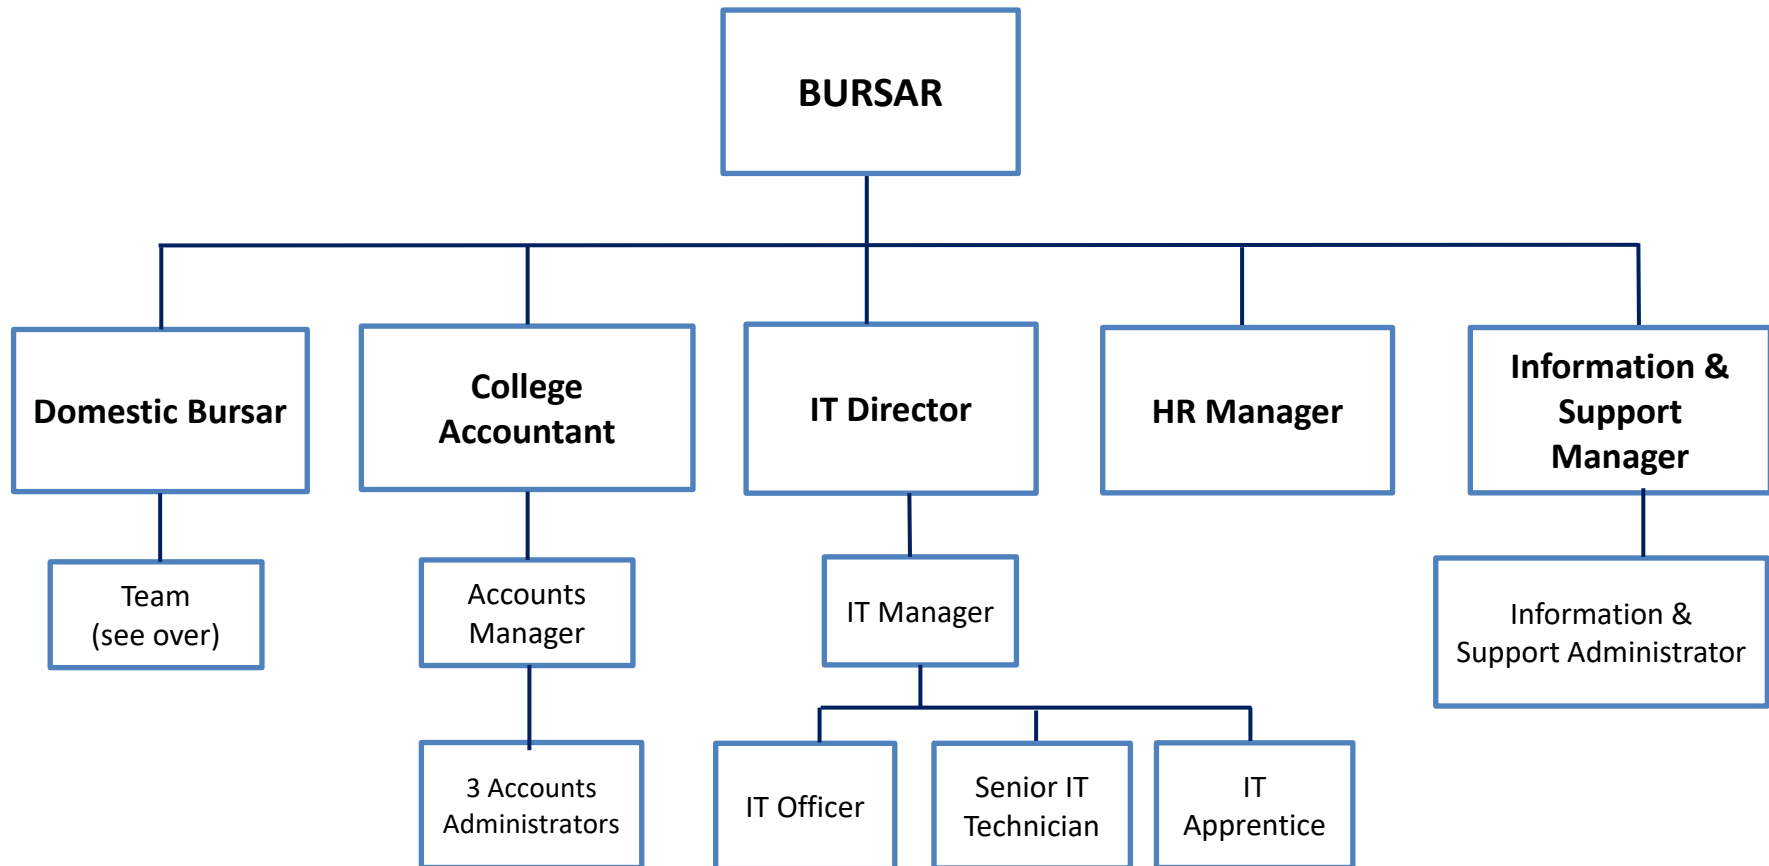 BURSAR
Domestic Bursar
College
Accountant
IT Director
HR Manager
Information &
Support
Manager
Team
(see over)
Accounts
Manager
IT Manager
Information &
Support Administrator
3 Accounts
Administrators
IT Officer
Senior IT
Technician
IT
Apprentice